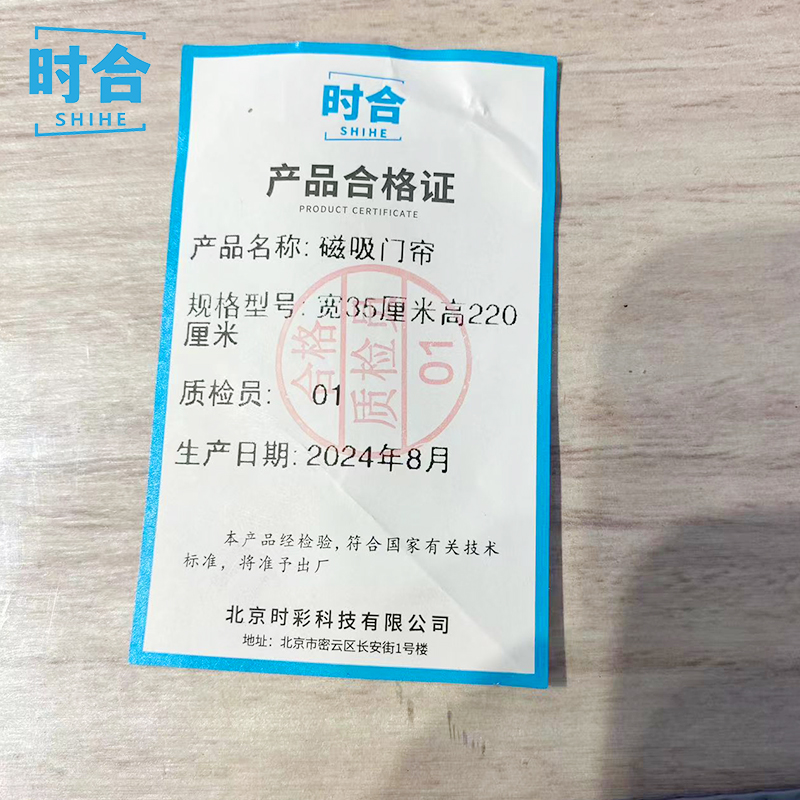 时合
SHIHE
时合
SHIHE
产品合格证
PRODUCT CERTIFICATE
产品名称: 磁吸门帘
规格型号: 宽35厘米高220
厘米
质检员: 01
生产日期: 2024年8月
合格
质检员
01
本产品经检验,符合国家有关技术
标准,将准予出厂
北京时彩科技有限公司
地址：北京市密云区长安街1号楼